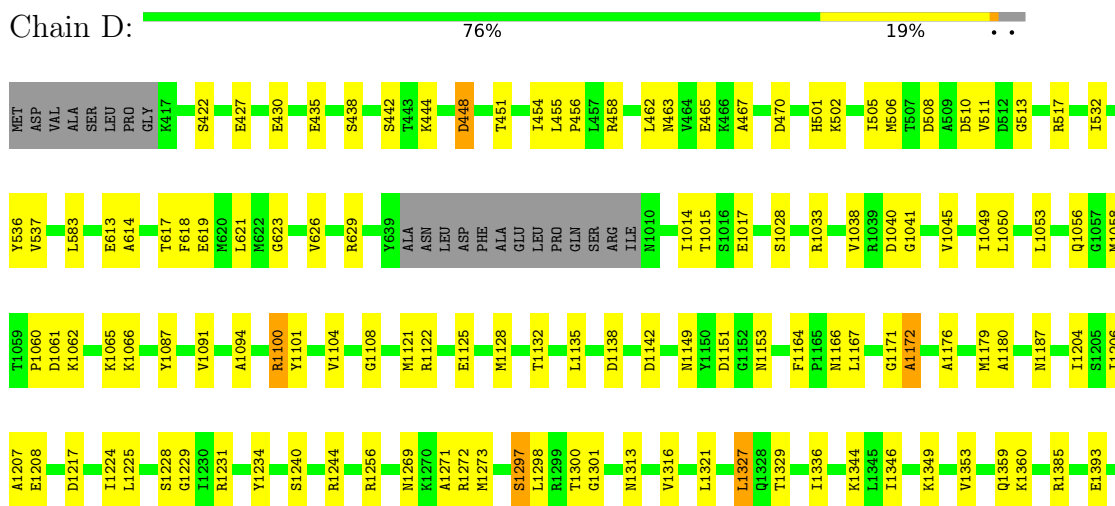 Chain D:
76% 19% • •
MET ASP VAL ALA SER LEU PRO GLY K417 S422 E427 E430 E435 S438 S442 T443 K444 D448 T451 I454 L455 P456 L457 R458 L462 N463 V464 E465 K466 A467 D470 H501 K502 I505 M506 T507 D508 A509 D510 V511 D512 G513 R517 I532
Y536 V537 L583 E613 A614 T617 F618 E619 M620 L621 M622 G623 V626 R629 Y639 ALA ASN LEU ASP PHE ALA GLU LEU PRO GLN SER ARG ILE N1010 I1014 T1015 S1016 E1017 S1028 R1033 V1038 R1039 D1040 G1041 V1045 I1049 L1050 L1053 Q1056 G1057 M1058
T1059 P1060 D1061 K1062 K1065 K1066 Y1087 V1091 A1094 R1100 Y1101 V1104 G1108 M1121 R1122 E1125 M1128 T1132 L1135 D1138 D1142 N1149 Y1150 D1151 G1152 N1153 F1164 P1165 N1166 L1167 G1171 A1172 A1176 M1179 A1180 N1187 I1204 S1205 I1206
A1207 E1208 D1217 I1224 L1225 S1228 G1229 I1230 R1231 Y1234 S1240 R1244 R1256 N1269 K1270 A1271 R1272 M1273 S1297 L1298 R1299 T1300 G1301 N1313 V1316 L1321 L1327 Q1328 T1329 I1336 K1344 L1345 I1346 K1349 V1353 Q1359 K1360 R1385 E1393